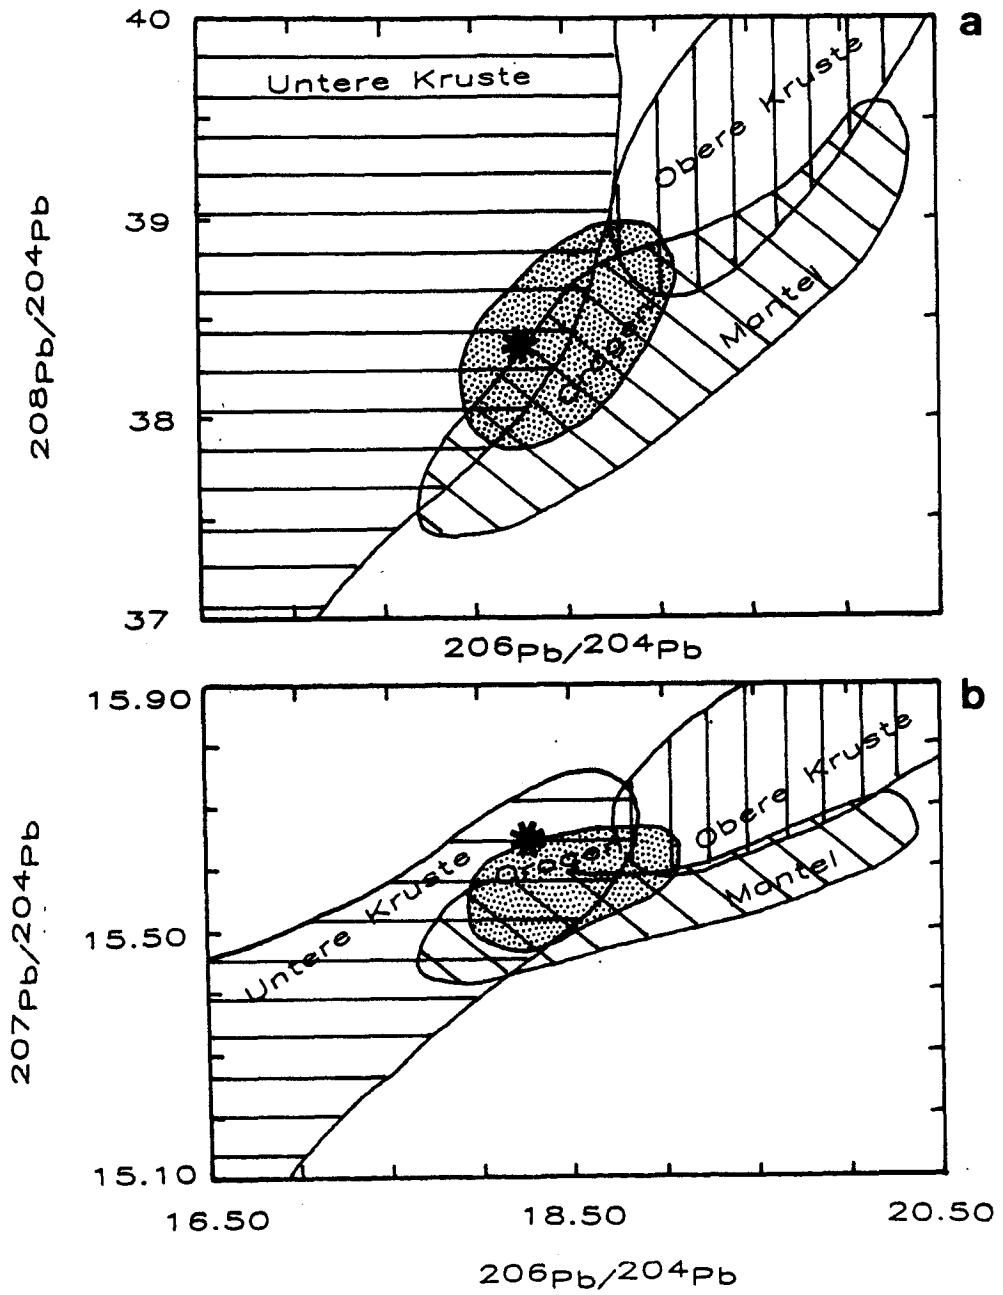 40
a
Untere Kruste
Obere Kruste
39
208Pb/204Pb
Mantel
Orogen
38
37
206Pb/204Pb
15.90
b
Obere Kruste
207Pb/204Pb
Orogen
Mantel
Untere Kruste
15.50
15.10
16.50 18.50 20.50
206Pb/204Pb